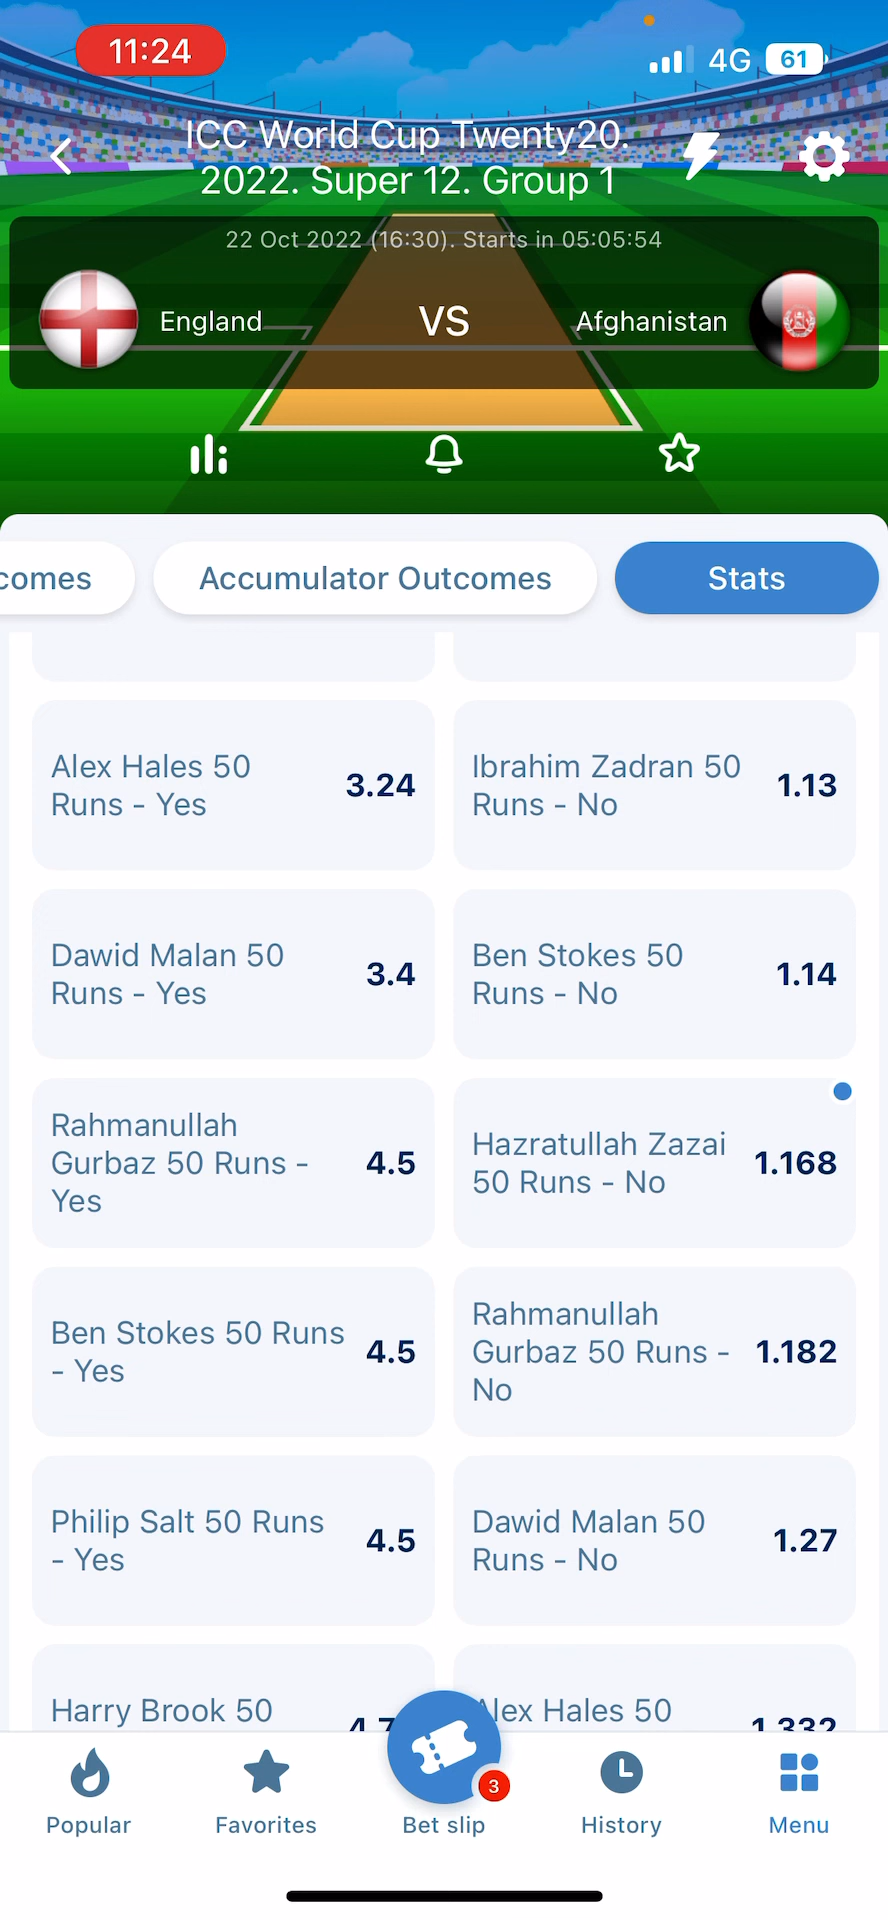 11:24
4G 61
ICC World Cup Twenty20.
2022. Super 12. Group 1
22 Oct 2022 (16:30). Starts in 05:05:54
England VS Afghanistan
comes Accumulator Outcomes Stats
Alex Hales 50
Runs - Yes
3.24
Ibrahim Zadran 50
Runs - No
1.13
Dawid Malan 50
Runs - Yes
3.4
Ben Stokes 50
Runs - No
1.14
Rahmanullah
Gurbaz 50 Runs -
Yes
4.5
Hazratullah Zazai
50 Runs - No
1.168
Ben Stokes 50 Runs
- Yes
4.5
Rahmanullah
Gurbaz 50 Runs -
No
1.182
Philip Salt 50 Runs
- Yes
4.5
Dawid Malan 50
Runs - No
1.27
Harry Brook 50
4.7
Alex Hales 50
1.332
3
Popular Favorites Bet slip History Menu